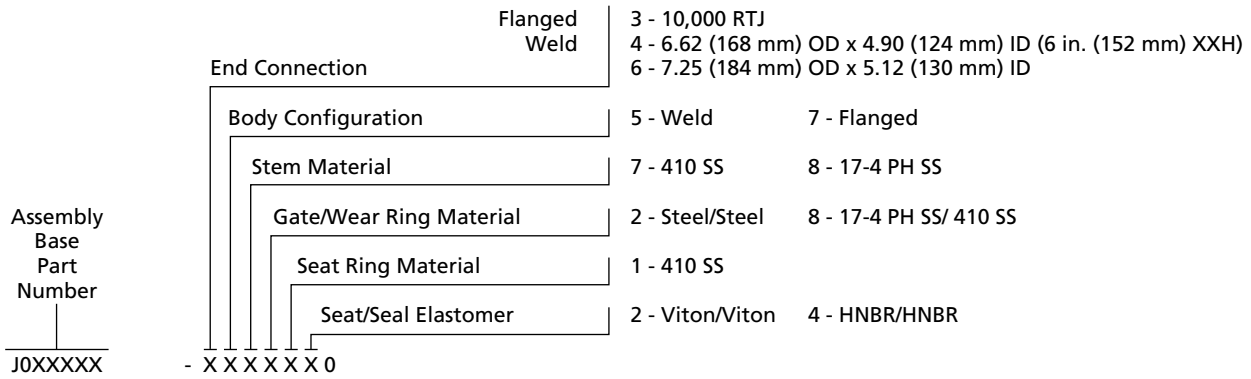 Flanged 3 - 10,000 RTJ
Weld 4 - 6.62 (168 mm) OD x 4.90 (124 mm) ID (6 in. (152 mm) XXH)
End Connection 6 - 7.25 (184 mm) OD x 5.12 (130 mm) ID
Body Configuration 5 - Weld 7 - Flanged
Stem Material 7 - 410 SS 8 - 17-4 PH SS
Gate/Wear Ring Material 2 - Steel/Steel 8 - 17-4 PH SS/ 410 SS
Seat Ring Material 1 - 410 SS
Seat/Seal Elastomer 2 - Viton/Viton 4 - HNBR/HNBR
Assembly
Base
Part
Number
J0XXXXX - X X X X X X 0